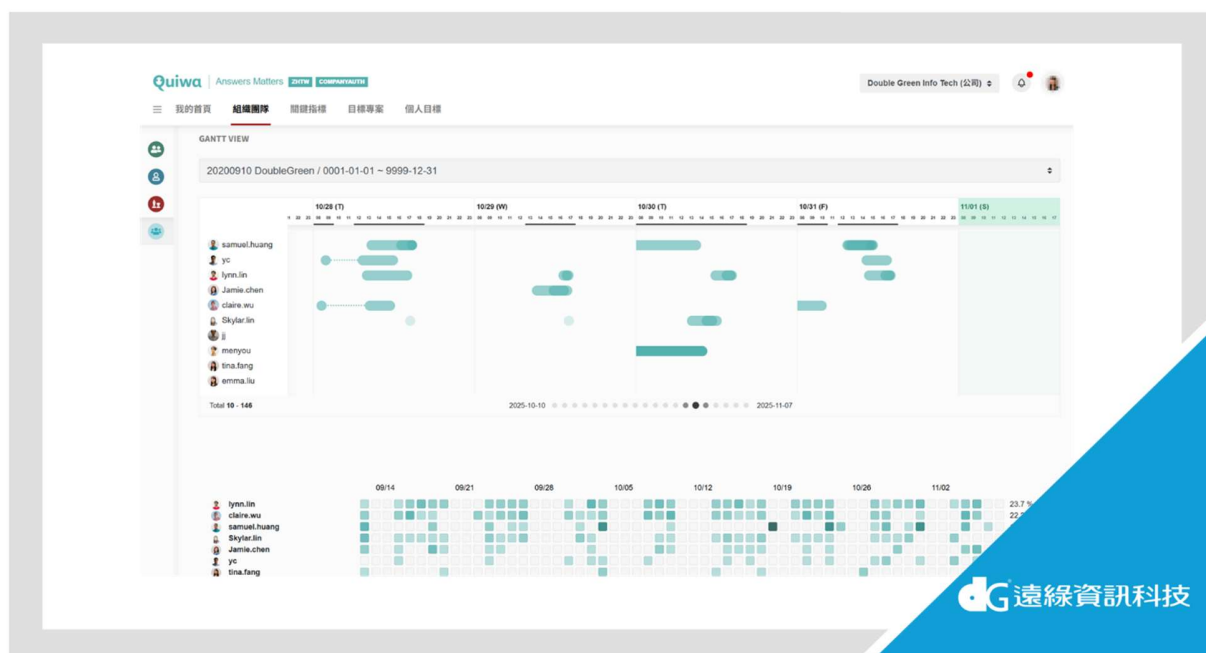 Quiwa Answers Matters ZHTW COMPANYAUTH
Double Green Info Tech (公司)
我的首頁 組織團隊 關鍵指標 目標專案 個人目標
GANTT VIEW
20200910 DoubleGreen / 0001-01-01 ~ 9999-12-31
10/28 (T) 10/29 (W) 10/30 (T) 10/31 (F) 11/01 (S)
samuel.huang
yc
lynn.lin
Jamie.chen
claire.wu
Skylar.lin
jj
menyou
tina.fang
emma.liu
Total 10 - 146
2025-10-10 2025-11-07
09/14 09/21 09/28 10/05 10/12 10/19 10/26 11/02
lynn.lin 23.7 %
claire.wu
samuel.huang
Skylar.lin
Jamie.chen
yc
tina.fang
dG 遠綠資訊科技